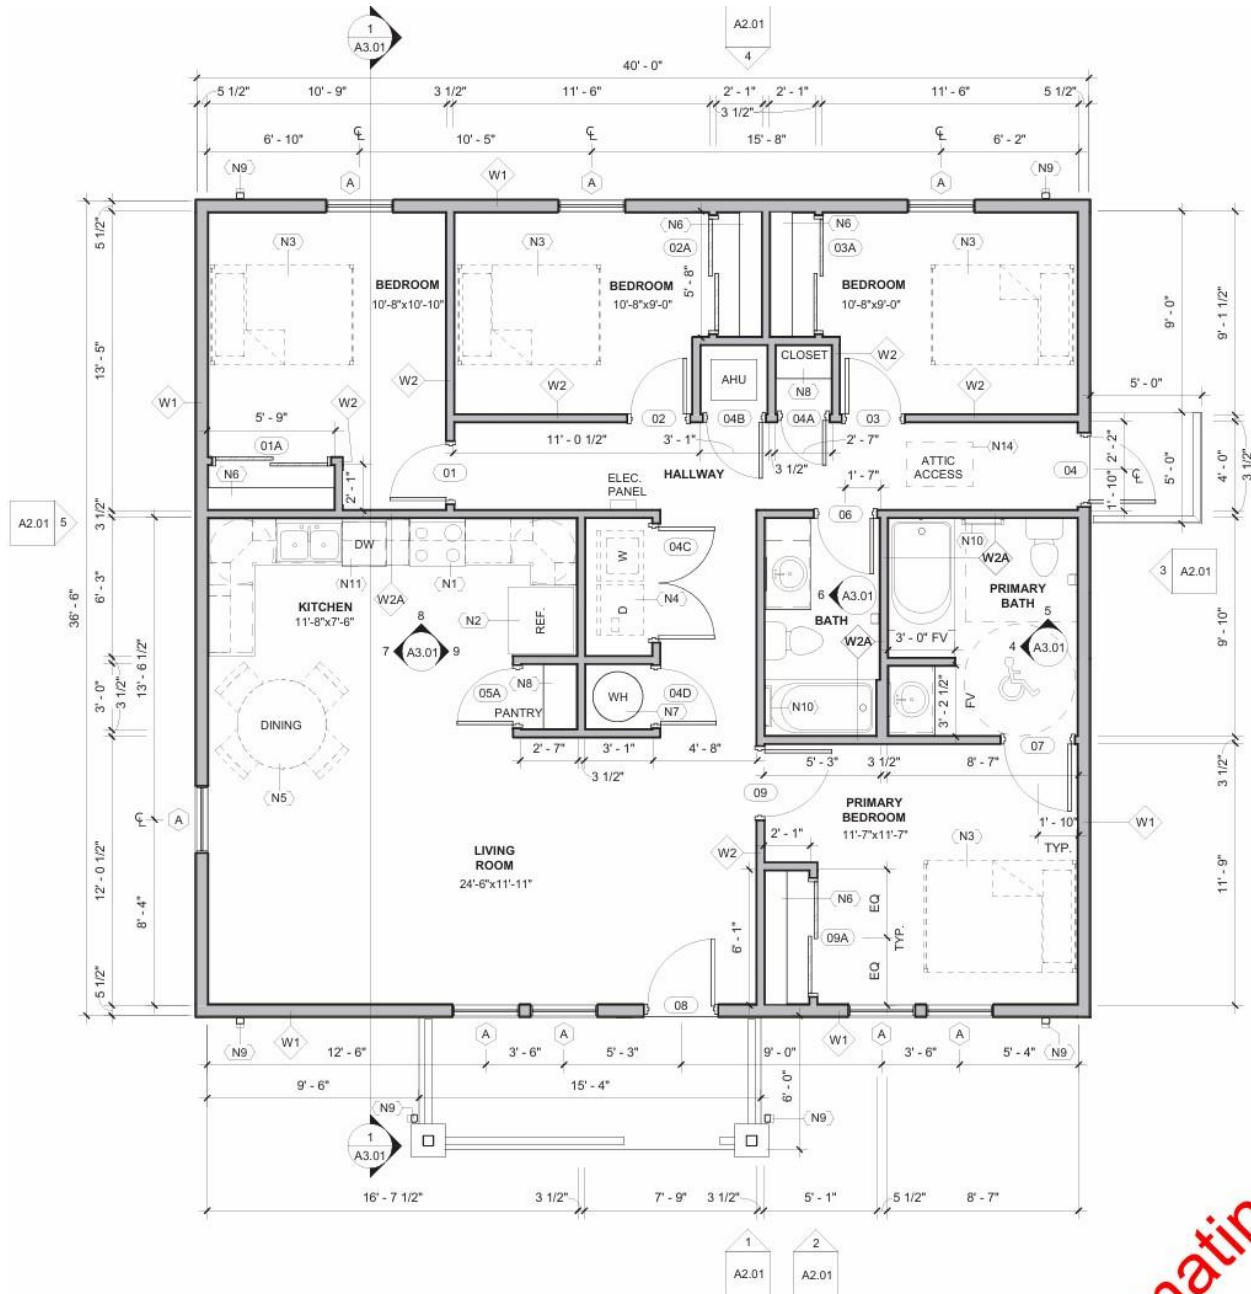 1
A3.01
A2.01
4
40' - 0"
5 1/2"
10' - 9"
3 1/2"
11' - 6"
2' - 1"
2' - 1"
11' - 6"
5 1/2"
3 1/2"
6' - 10"
10' - 5"
15' - 8"
6' - 2"
N9
A
W1
A
A
N9
5 1/2"
13' - 5"
3 1/2"
6' - 3"
13' - 6 1/2"
3' - 0"
3 1/2"
36' - 6"
12' - 0 1/2"
8' - 4"
5 1/2"
W1
A2.01
5
A
N3
BEDROOM
10'-8"x10'-10"
W2
W2
5' - 9"
01A
N6
2' - 1"
01
N3
BEDROOM
10'-8"x9'-0"
W2
N6
02A
5' - 8"
02
N6
03A
BEDROOM
10'-8"x9'-0"
N3
W2
W2
AHU
04B
CLOSET
N8
04A
03
9' - 0"
9' - 1 1/2"
5' - 0"
5' - 0"
2' - 2"
1' - 10"
4' - 0"
3 1/2"
04
11' - 0 1/2"
3' - 1"
3 1/2"
2' - 7"
HALLWAY
ELEC.
PANEL
1' - 7"
ATTIC
ACCESS
N14
DW
N11
N1
W2A
KITCHEN
11'-8"x7'-6"
N2
REF.
8
7
A3.01
9
W
D
N4
04C
05A
N8
PANTRY
WH
N7
04D
2' - 7"
3' - 1"
3 1/2"
4' - 8"
DINING
N5
06
6
A3.01
BATH
W2A
N10
N10
W2A
PRIMARY
BATH
3' - 0" FV
5
4
A3.01
3' - 2 1/2"
FV
3
A2.01
9' - 10"
3 1/2"
11' - 9"
07
5' - 3"
3 1/2"
8' - 7"
09
PRIMARY
BEDROOM
11'-7"x11'-7"
1' - 10"
TYP.
W1
2' - 1"
W2
N3
N6
09A
EQ
EQ
TYP.
6' - 1"
LIVING
ROOM
24'-6"x11'-11"
08
N9
W1
A
A
W1
A
A
N9
12' - 6"
3' - 6"
5' - 3"
9' - 0"
3' - 6"
5' - 4"
9' - 6"
15' - 4"
6' - 0"
N9
N9
1
A3.01
16' - 7 1/2"
3 1/2"
7' - 9"
3 1/2"
5' - 1"
5 1/2"
8' - 7"
1
A2.01
2
A2.01